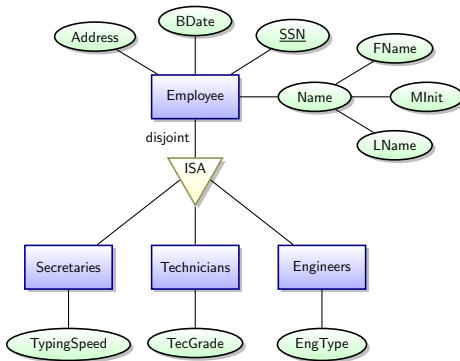 BDate
Address
SSN
FName
Employee
Name
MInit
LName
disjoint
ISA
Secretaries
Technicians
Engineers
TypingSpeed
TecGrade
EngType